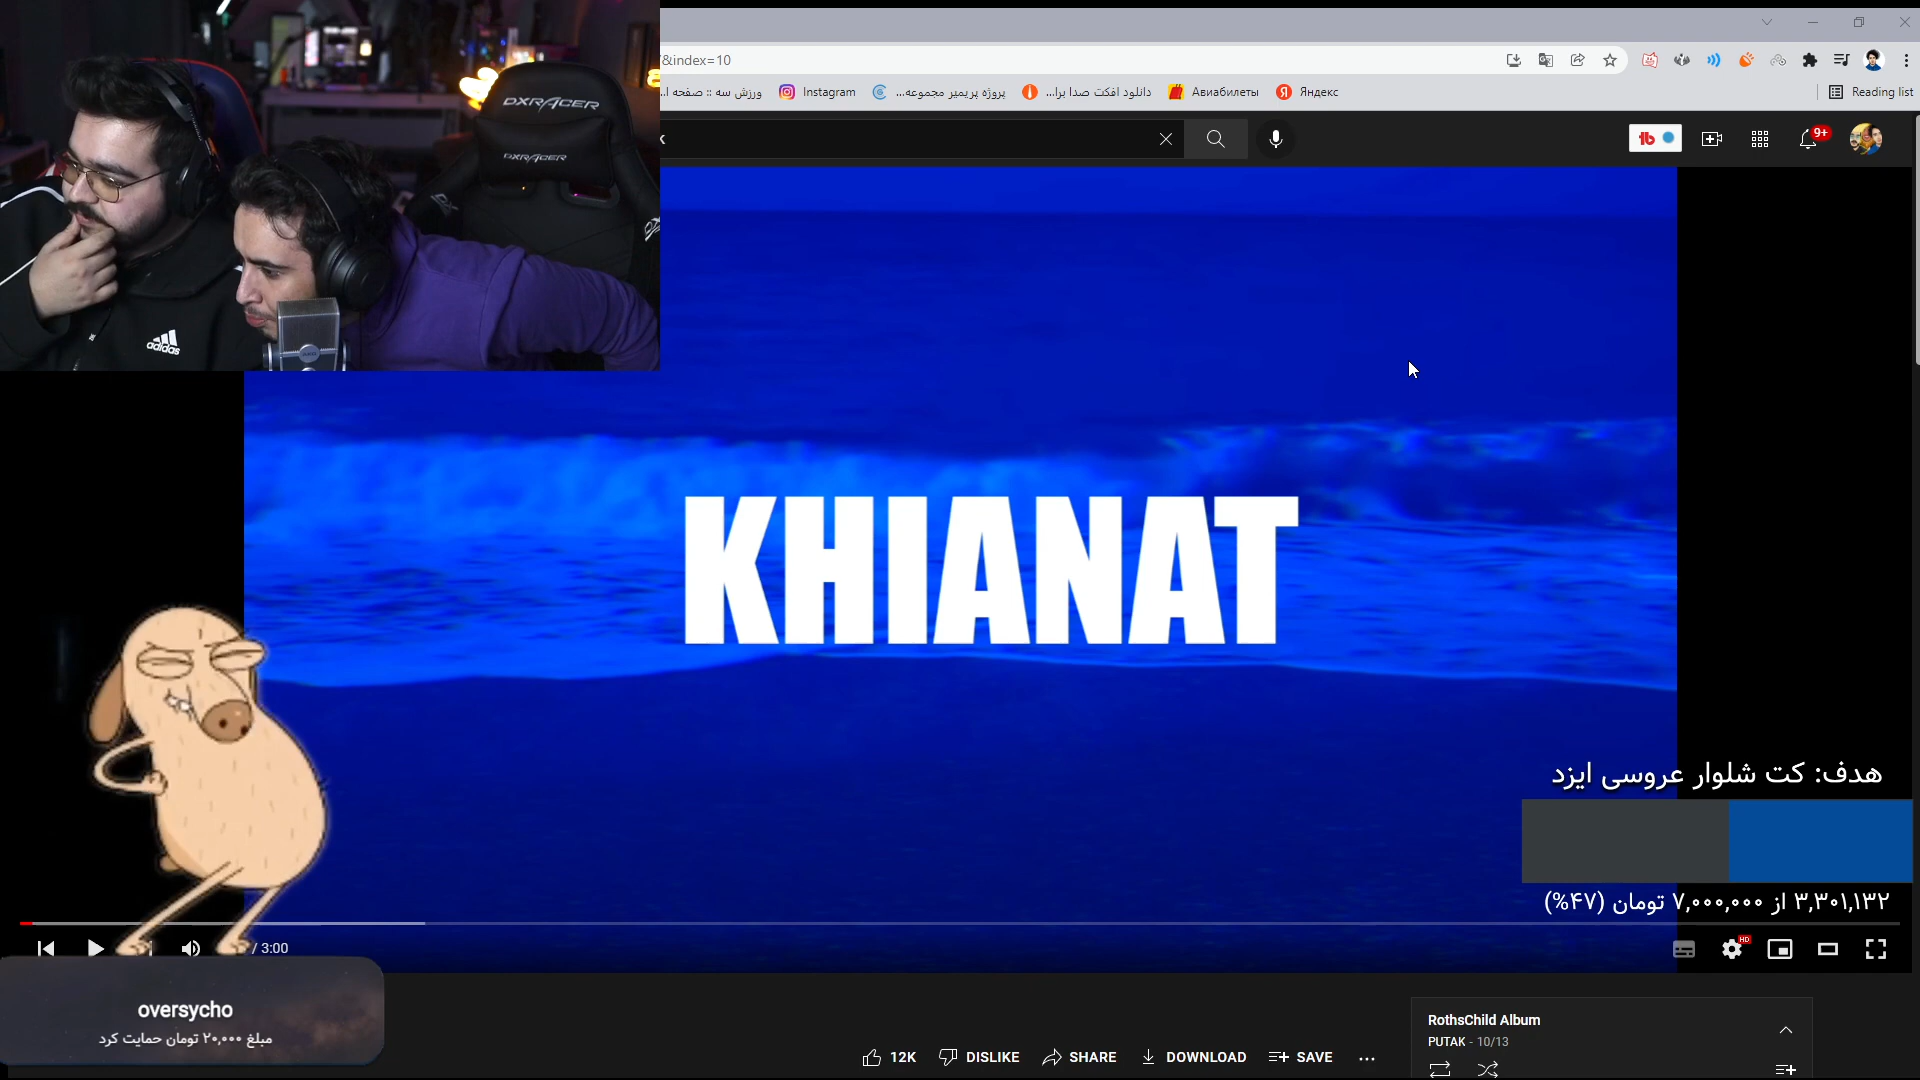 &index=10
ورزش سه :: صفحه ا...
Instagram
پروژه پریمیر مجموعه...
دانلود افکت صدا برا...
Авиабилеты
Яндекс
Reading list
9+
DXRACER
DXRACER
adidas
KHIANAT
هدف: کت شلوار عروسی ایزد
۳,۳۰۱,۱۳۲ از ۷,۰۰۰,۰۰۰ تومان (۴۷%)
/ 3:00
HD
oversycho
مبلغ ۲۰,۰۰۰ تومان حمایت کرد
12K
DISLIKE
SHARE
DOWNLOAD
SAVE
RothsChild Album
PUTAK - 10/13